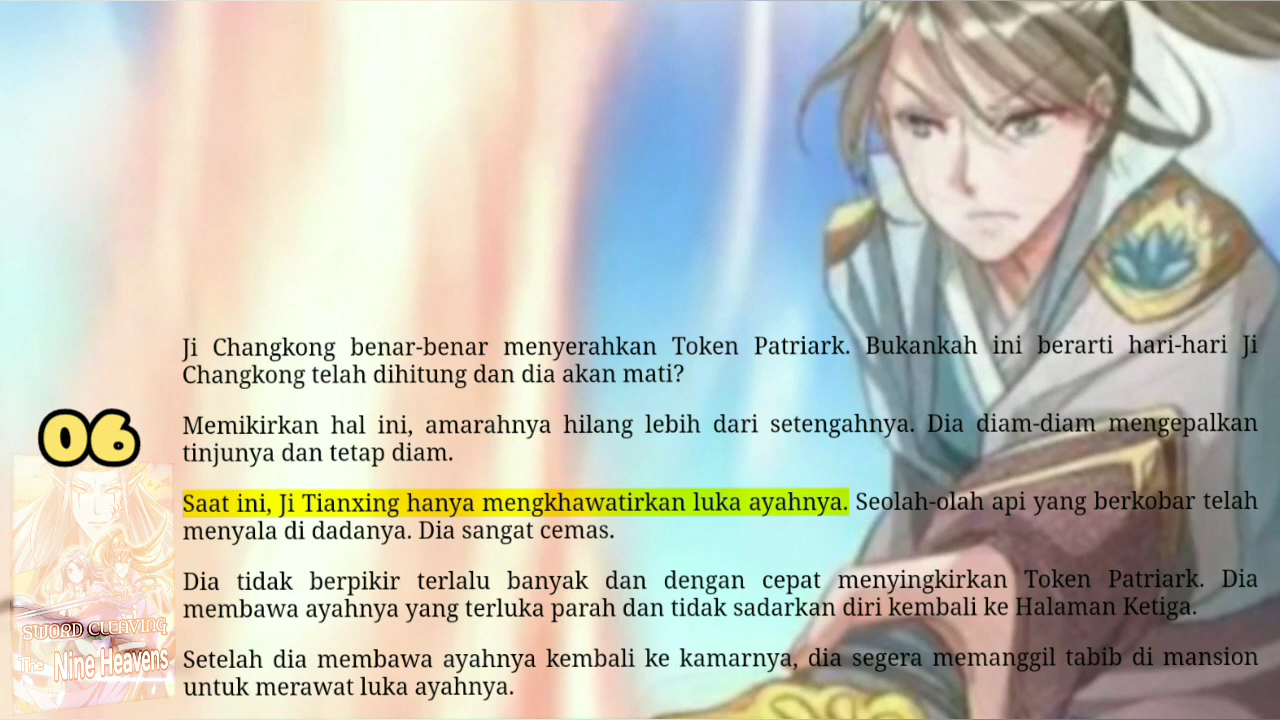 Ji Changkong benar-benar menyerahkan Token Patriark. Bukankah ini berarti hari-hari Ji
Changkong telah dihitung dan dia akan mati?
Memikirkan hal ini, amarahnya hilang lebih dari setengahnya. Dia diam-diam mengepalkan
tinjunya dan tetap diam.
Saat ini, Ji Tianxing hanya mengkhawatirkan luka ayahnya. Seolah-olah api yang berkobar telah
menyala di dadanya. Dia sangat cemas.
Dia tidak berpikir terlalu banyak dan dengan cepat menyingkirkan Token Patriark. Dia
membawa ayahnya yang terluka parah dan tidak sadarkan diri kembali ke Halaman Ketiga.
Setelah dia membawa ayahnya kembali ke kamarnya, dia segera memanggil tabib di mansion
untuk merawat luka ayahnya.
06
SWORD CLEAVING
The Nine Heavens